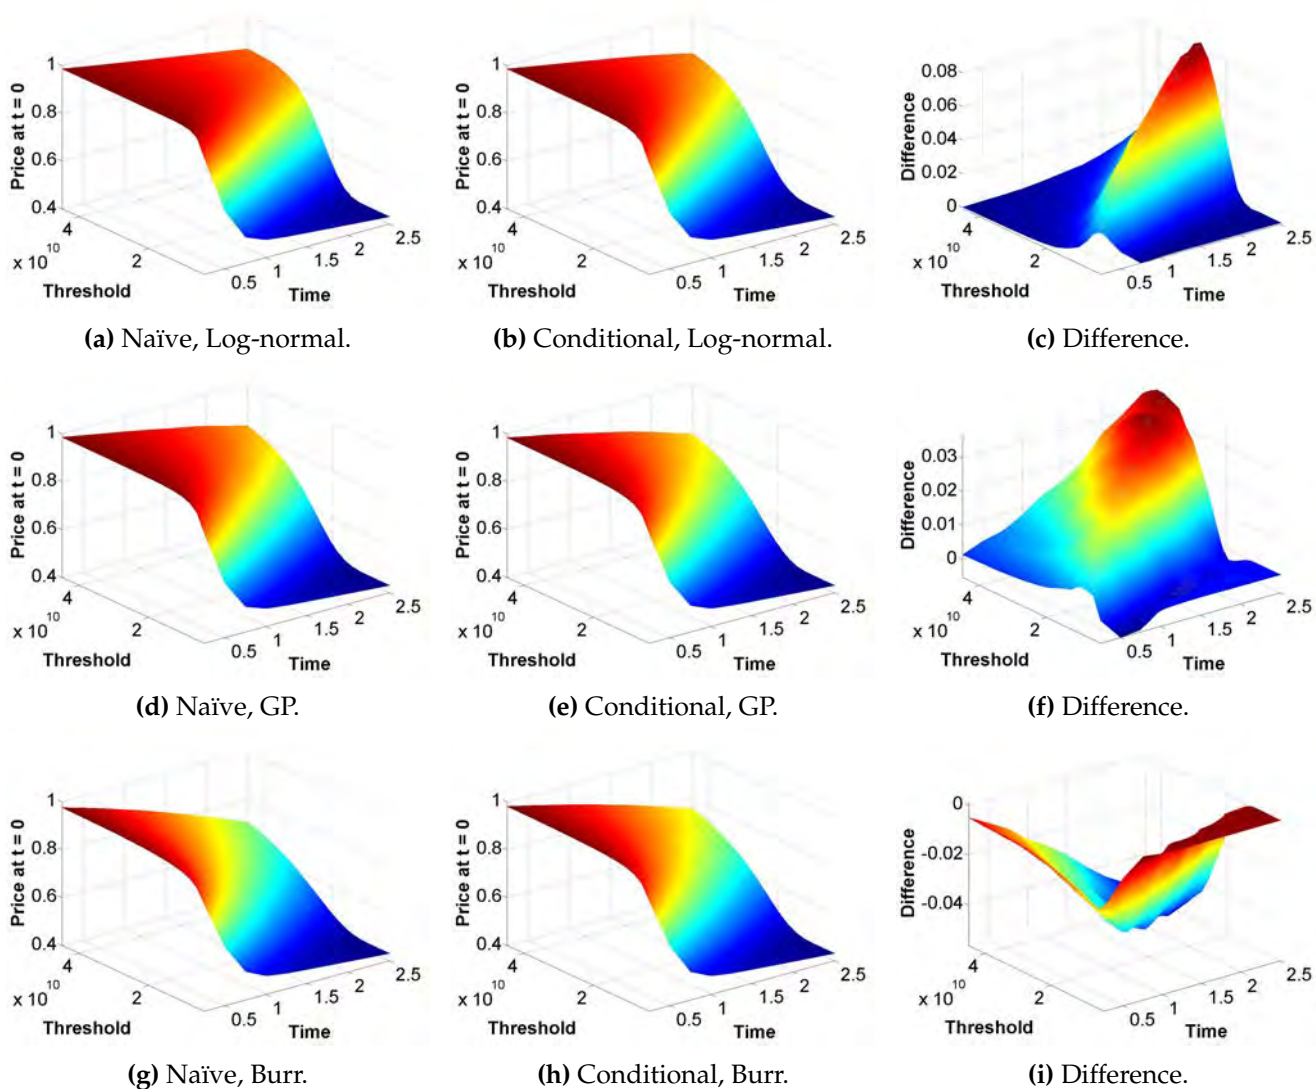 1
0.8
0.6
0.4
Price at t = 0
4
2
x 10^10
Threshold
0.5
1
1.5
2
2.5
Time
(a) Naïve, Log-normal.
1
0.8
0.6
0.4
Price at t = 0
4
2
x 10^10
Threshold
0.5
1
1.5
2
2.5
Time
(b) Conditional, Log-normal.
0.08
0.06
0.04
0.02
0
Difference
4
2
x 10^10
Threshold
0.5
1
1.5
2
2.5
Time
(c) Difference.
1
0.8
0.6
0.4
Price at t = 0
4
2
x 10^10
Threshold
0.5
1
1.5
2
2.5
Time
(d) Naïve, GP.
1
0.8
0.6
0.4
Price at t = 0
4
2
x 10^10
Threshold
0.5
1
1.5
2
2.5
Time
(e) Conditional, GP.
0.03
0.02
0.01
0
Difference
4
2
x 10^10
Threshold
0.5
1
1.5
2
2.5
Time
(f) Difference.
1
0.8
0.6
0.4
Price at t = 0
4
2
x 10^10
Threshold
0.5
1
1.5
2
2.5
Time
(g) Naïve, Burr.
1
0.8
0.6
0.4
Price at t = 0
4
2
x 10^10
Threshold
0.5
1
1.5
2
2.5
Time
(h) Conditional, Burr.
0
-0.02
-0.04
Difference
4
2
x 10^10
Threshold
0.5
1
1.5
2
2.5
Time
(i) Difference.